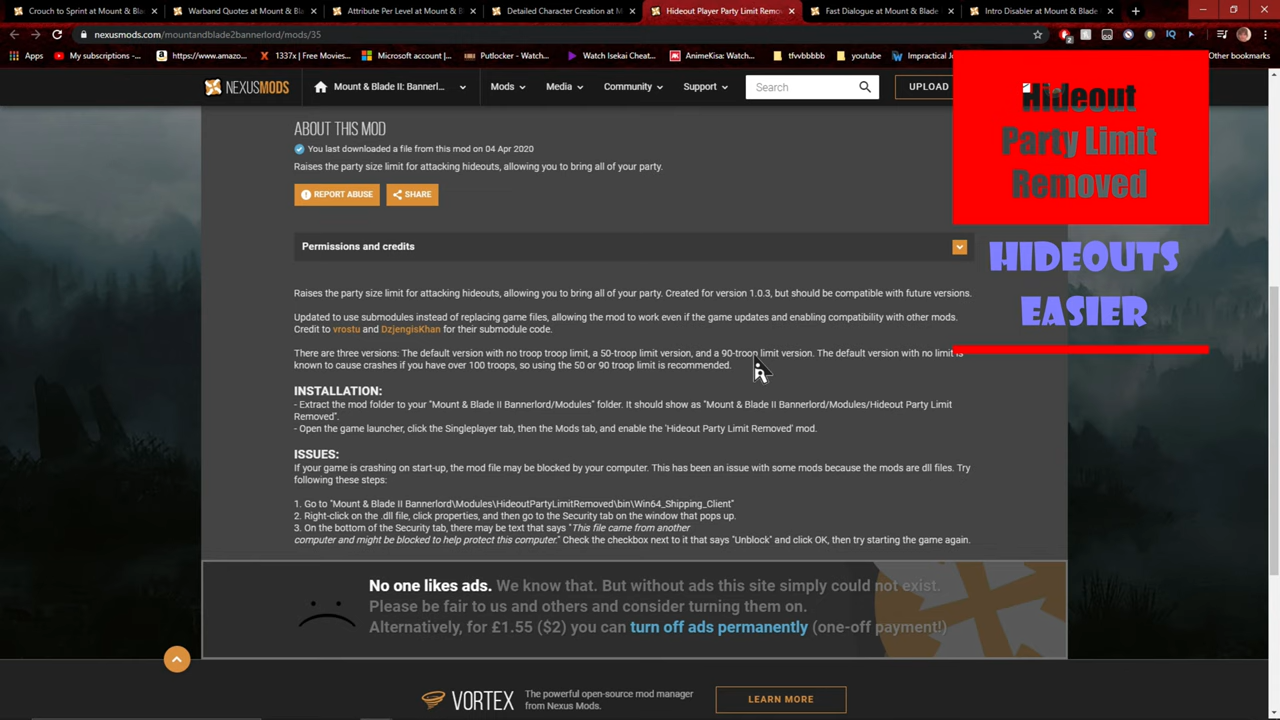 Crouch to Sprint at Mount & Bla
Warband Quotes at Mount & Bl
Attribute Per Level at Mount & B
Detailed Character Creation at M
Hideout Player Party Limit Remo
Fast Dialogue at Mount & Blade
Intro Disabler at Mount & Blade
nexusmods.com/mountandblade2bannerlord/mods/35
Apps
My subscriptions -...
https://www.amazo...
1337x | Free Movies...
Microsoft account |...
Putlocker - Watch...
Watch Isekai Chect...
AnimeKisa: Watch...
tfvvbbbbb
youtube
Impractical Jo
Other bookmarks
NEXUSMODS
Mount & Blade II: Bannerl...
Mods
Media
Community
Support
Search
UPLOAD
Hideout
Party Limit
Removed
HIDEOUTS
EASIER
ABOUT THIS MOD
You last downloaded a file from this mod on 04 Apr 2020
Raises the party size limit for attacking hideouts, allowing you to bring all of your party.
REPORT ABUSE
SHARE
Permissions and credits
Raises the party size limit for attacking hideouts, allowing you to bring all of your party. Created for version 1.0.3, but should be compatible with future versions.
Updated to use submodules instead of replacing game files, allowing the mod to work even if the game updates and enabling compatibility with other mods.
Credit to vrostu and DzjengisKhan for their submodule code.
There are three versions: The default version with no troop troop limit, a 50-troop limit version, and a 90-troop limit version. The default version with no limit is
known to cause crashes if you have over 100 troops, so using the 50 or 90 troop limit is recommended.
INSTALLATION:
- Extract the mod folder to your "Mount & Blade II Bannerlord/Modules" folder. It should show as "Mount & Blade II Bannerlord/Modules/Hideout Party Limit
Removed".
- Open the game launcher, click the Singleplayer tab, then the Mods tab, and enable the 'Hideout Party Limit Removed' mod.
ISSUES:
If your game is crashing on start-up, the mod file may be blocked by your computer. This has been an issue with some mods because the mods are dll files. Try
following these steps:
1. Go to "Mount & Blade II Bannerlord\Modules\HideoutPartyLimitRemoved\bin\Win64_Shipping_Client"
2. Right-click on the .dll file, click properties, and then go to the Security tab on the window that pops up.
3. On the bottom of the Security tab, there may be text that says "This file came from another
computer and might be blocked to help protect this computer." Check the checkbox next to it that says "Unblock" and click OK, then try starting the game again.
No one likes ads. We know that. But without ads this site simply could not exist.
Please be fair to us and others and consider turning them on.
Alternatively, for £1.55 ($2) you can turn off ads permanently (one-off payment!)
VORTEX
The powerful open-source mod manager
from Nexus Mods.
LEARN MORE